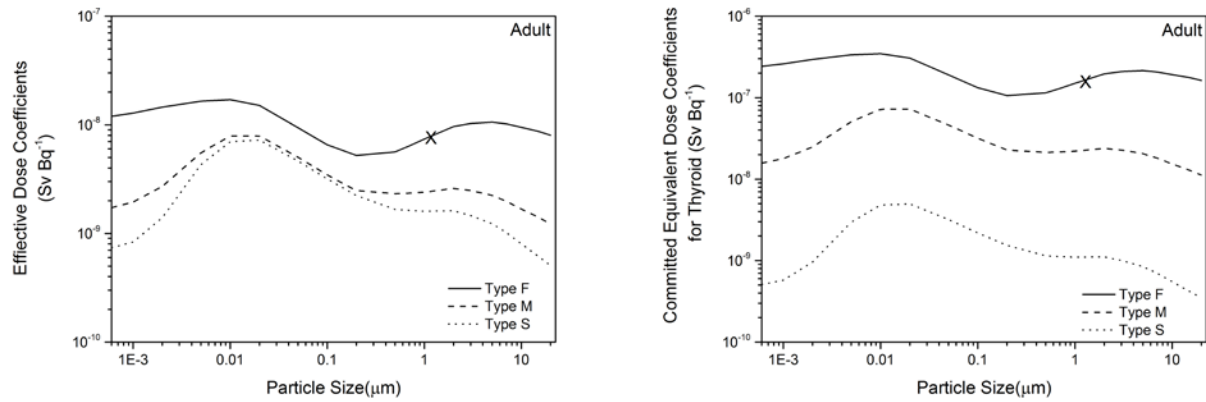 10⁻⁷
10⁻⁸
10⁻⁹
10⁻¹⁰
Effiective Dose Coefficients
(Sv Bq⁻¹)
Adult
Type F
Type M
Type S
1E-3
0.01
0.1
1
10
Particle Size(μm)
10⁻⁶
10⁻⁷
10⁻⁸
10⁻⁹
10⁻¹⁰
Committed Equivalent Dose Coefficients
for Thyroid (Sv Bq⁻¹)
Adult
Type F
Type M
Type S
1E-3
0.01
0.1
1
10
Particle Size(μm)